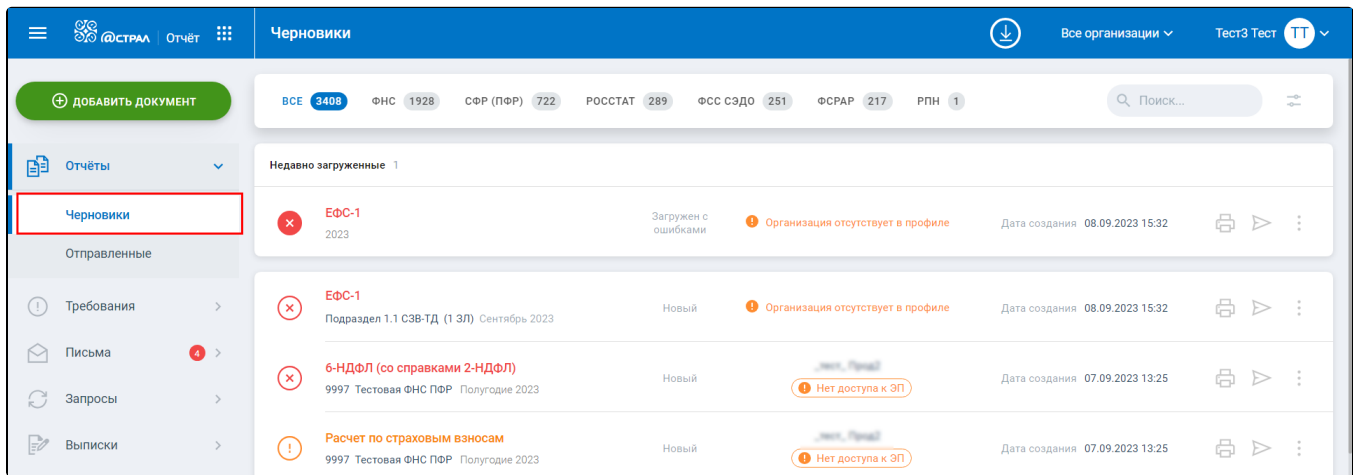 @СТРАЛ | Отчёт
Черновики
Все организации
Тест3 Тест ТТ
ДОБАВИТЬ ДОКУМЕНТ
ВСЕ 3408 ФНС 1928 СФР (ПФР) 722 РОССТАТ 289 ФСС СЭДО 251 ФСРАР 217 РПН 1
Поиск...
Отчёты
Черновики
Отправленные
Требования
Письма 4
Запросы
Выписки
Недавно загруженные 1
ЕФС-1
2023
Загружен с
ошибками
Организация отсутствует в профиле
Дата создания 08.09.2023 15:32
ЕФС-1
Подраздел 1.1 СЗВ-ТД (1 ЗЛ) Сентябрь 2023
Новый
Организация отсутствует в профиле
Дата создания 08.09.2023 15:32
6-НДФЛ (со справками 2-НДФЛ)
9997 Тестовая ФНС ПФР Полугодие 2023
Новый
Нет доступа к ЭП
Дата создания 07.09.2023 13:25
Расчет по страховым взносам
9997 Тестовая ФНС ПФР Полугодие 2023
Новый
Нет доступа к ЭП
Дата создания 07.09.2023 13:25